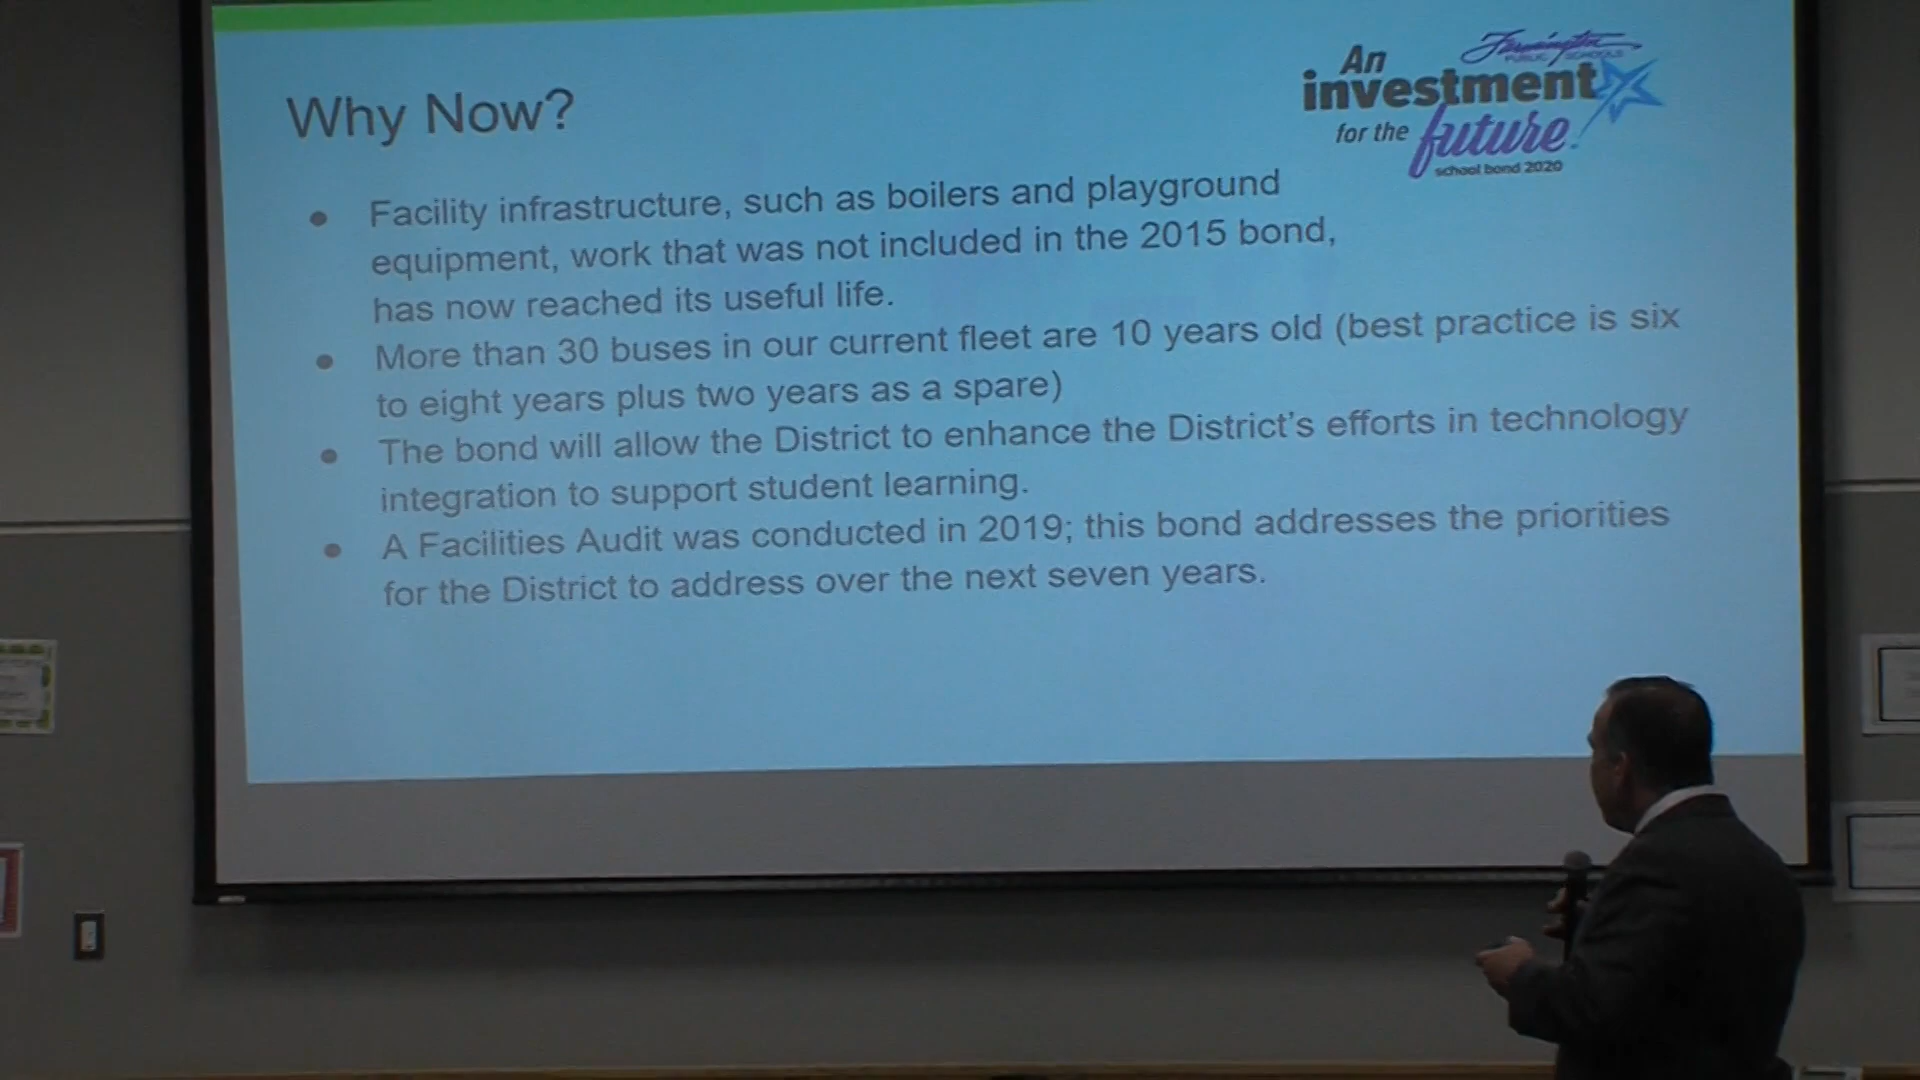 Farmington
PUBLIC SCHOOLS
An
investment
for the future!
school bond 2020
Why Now?
• Facility infrastructure, such as boilers and playground
equipment, work that was not included in the 2015 bond,
has now reached its useful life.
• More than 30 buses in our current fleet are 10 years old (best practice is six
to eight years plus two years as a spare)
• The bond will allow the District to enhance the District's efforts in technology
integration to support student learning.
• A Facilities Audit was conducted in 2019; this bond addresses the priorities
for the District to address over the next seven years.